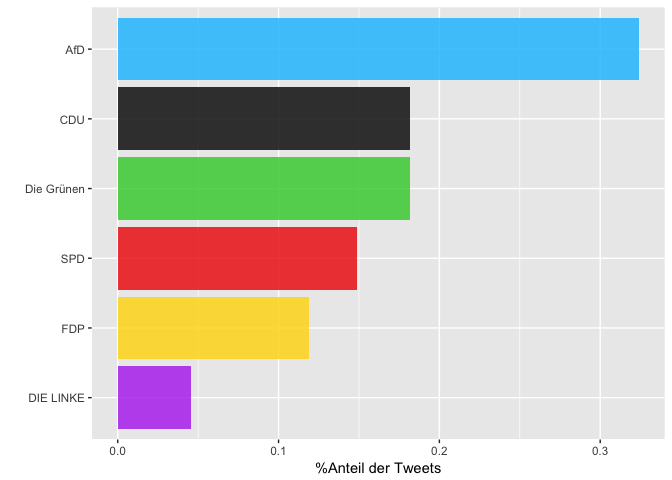 AfD
CDU
Die Grünen
SPD
FDP
DIE LINKE
0.0 0.1 0.2 0.3
%Anteil der Tweets